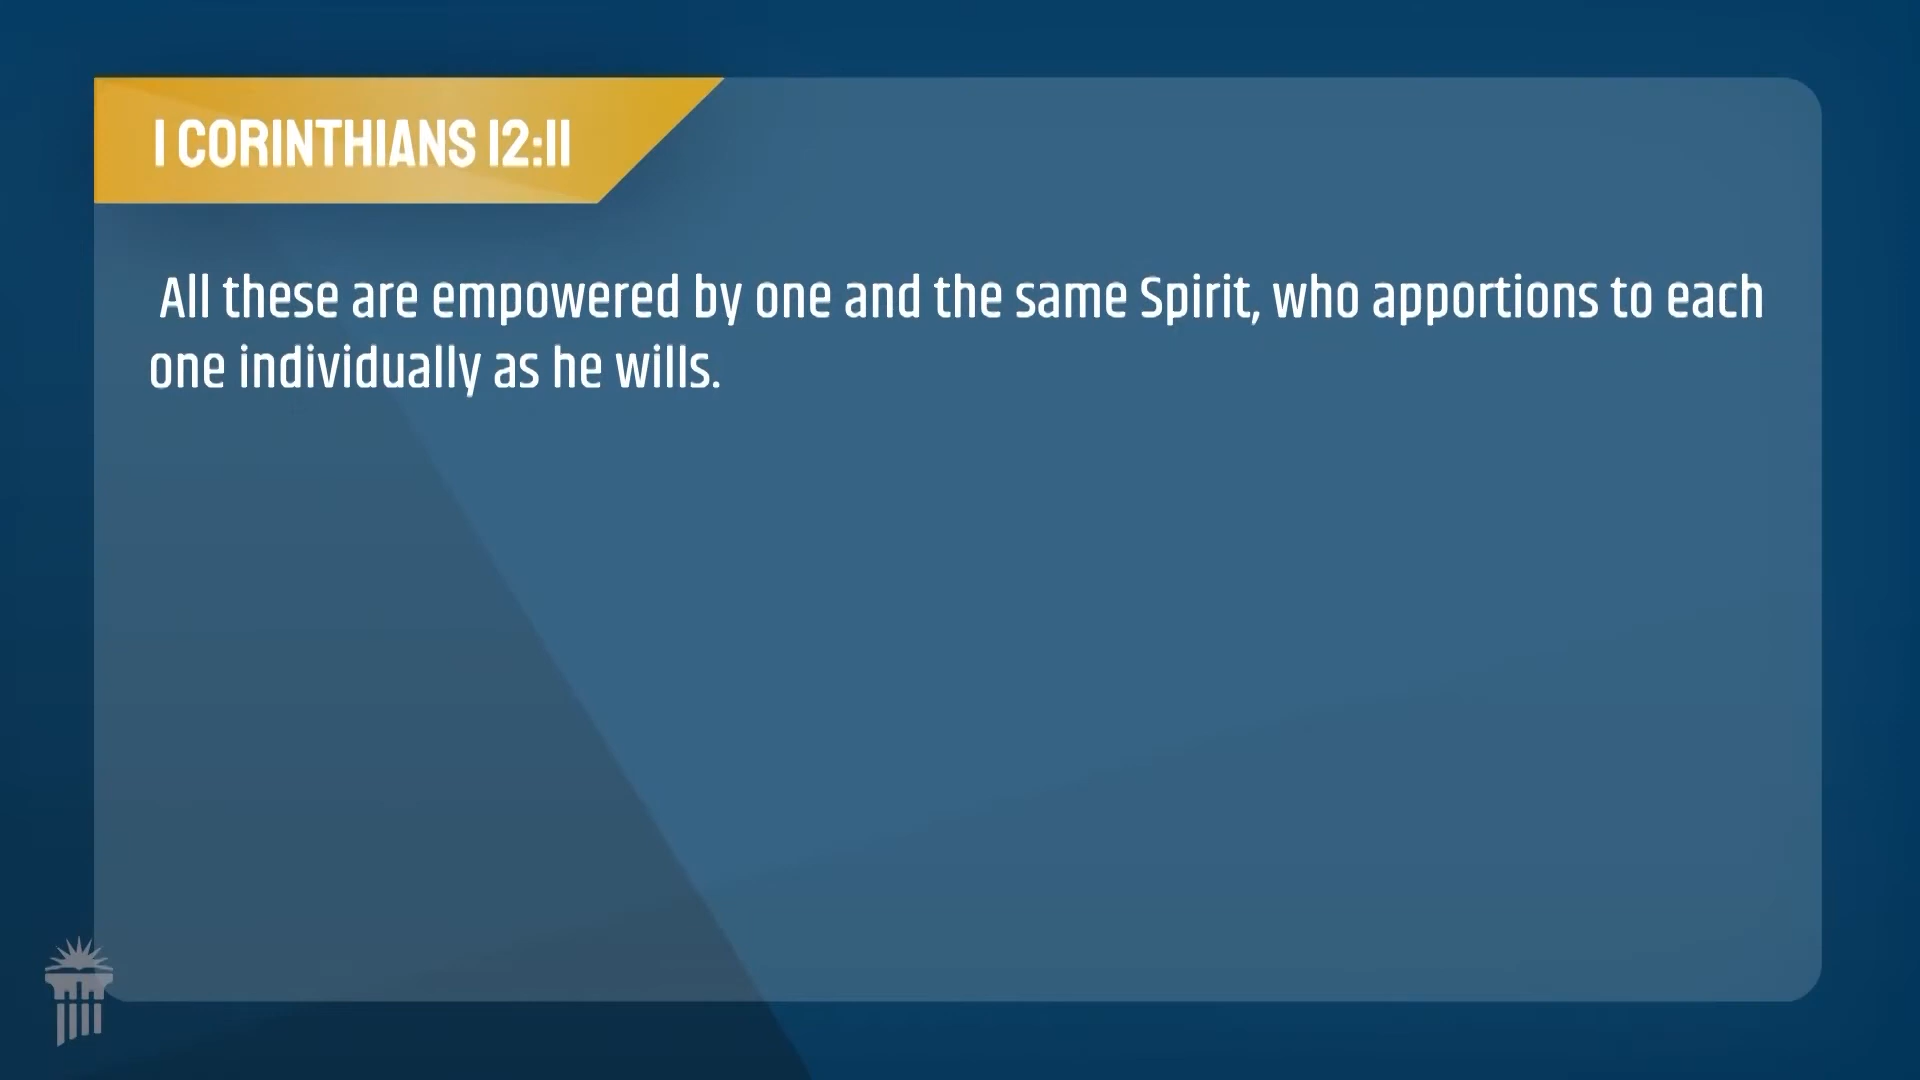 1 CORINTHIANS 12:11
All these are empowered by one and the same Spirit, who apportions to each
one individually as he wills.